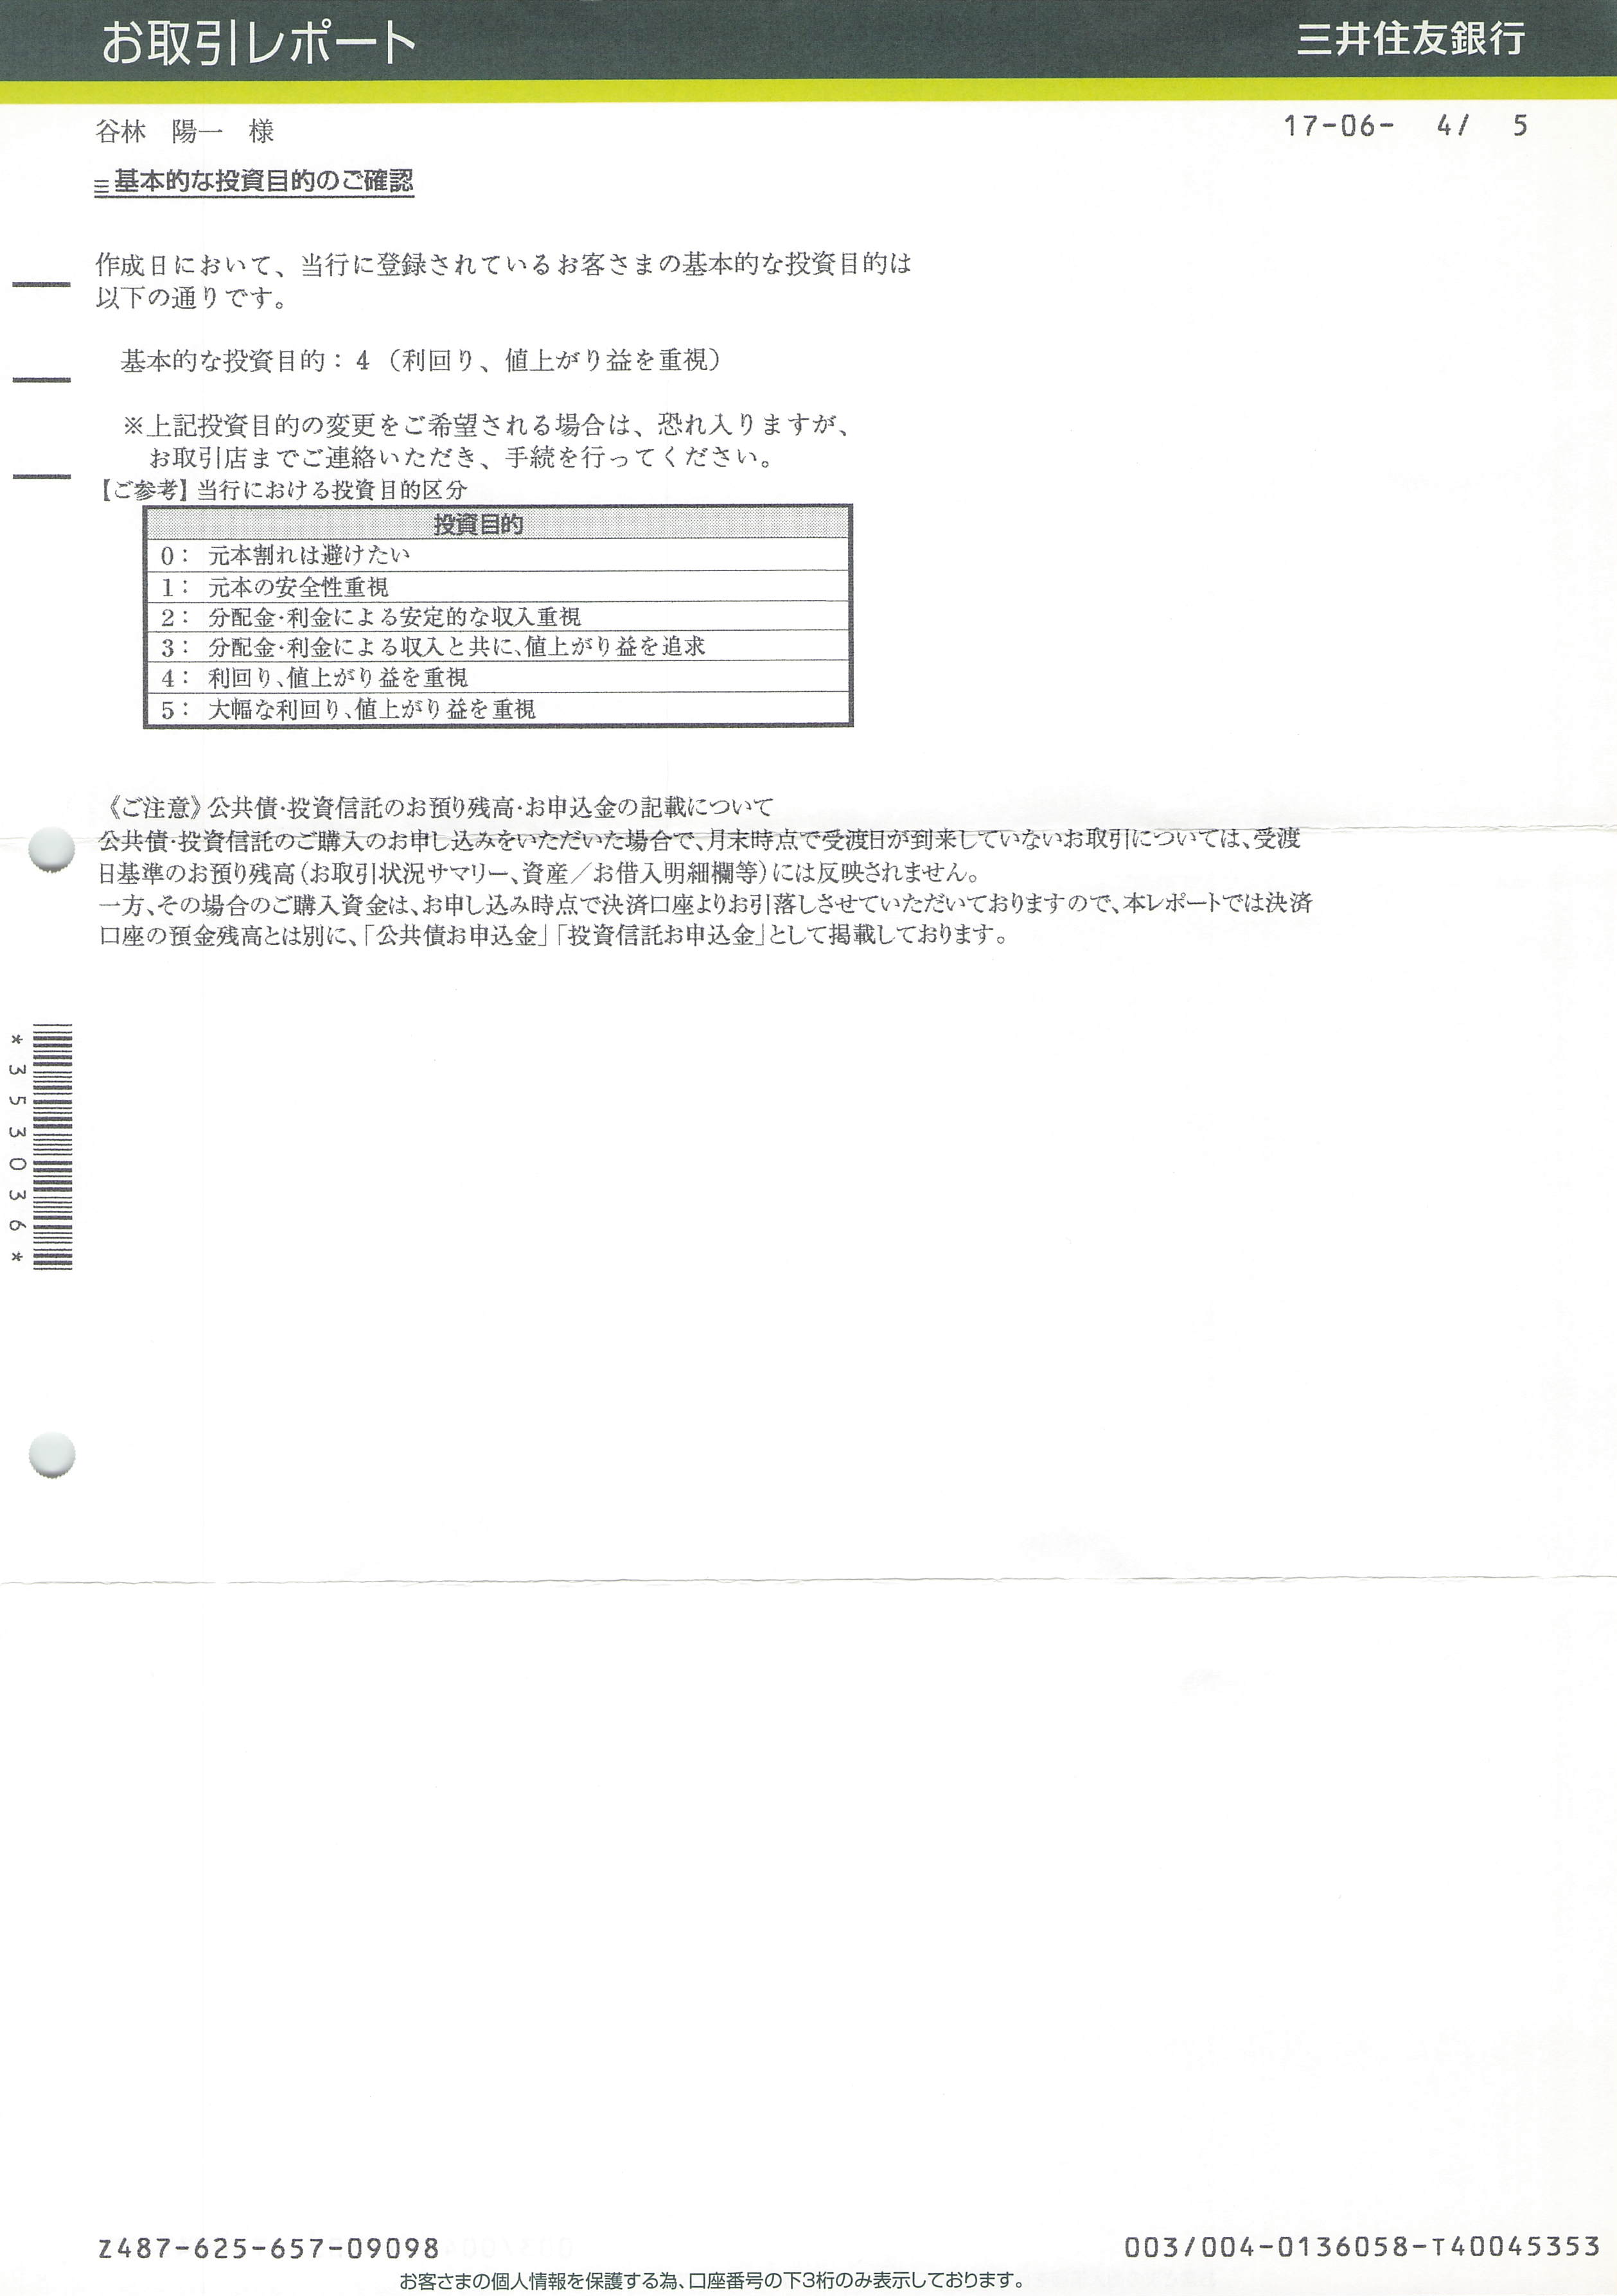 お取引レポート
三井住友銀行
谷林 陽一 様
17-06- 4/ 5
基本的な投資目的のご確認
作成日において、当行に登録されているお客さまの基本的な投資目的は
以下の通りです。
基本的な投資目的：4（利回り、値上がり益を重視）
※上記投資目的の変更をご希望される場合は、恐れ入りますが、
お取引店までご連絡いただき、手続を行ってください。
【ご参考】当行における投資目的区分
投資目的
0： 元本割れは避けたい
1： 元本の安全性重視
2： 分配金・利金による安定的な収入重視
3： 分配金・利金による収入と共に、値上がり益を追求
4： 利回り、値上がり益を重視
5： 大幅な利回り、値上がり益を重視
《ご注意》公共債・投資信託のお預り残高・お申込金の記載について
公共債・投資信託のご購入のお申し込みをいただいた場合で、月末時点で受渡日が到来していないお取引については、受渡
日基準のお預り残高（お取引状況サマリー、資産／お借入明細欄等）には反映されません。
一方、その場合のご購入資金は、お申し込み時点で決済口座よりお引落しさせていただいておりますので、本レポートでは決済
口座の預金残高とは別に、「公共債お申込金」「投資信託お申込金」として掲載しております。
*353036*
Z487-625-657-09098
003/004-0136058-T40045353
お客さまの個人情報を保護する為、口座番号の下3桁のみ表示しております。